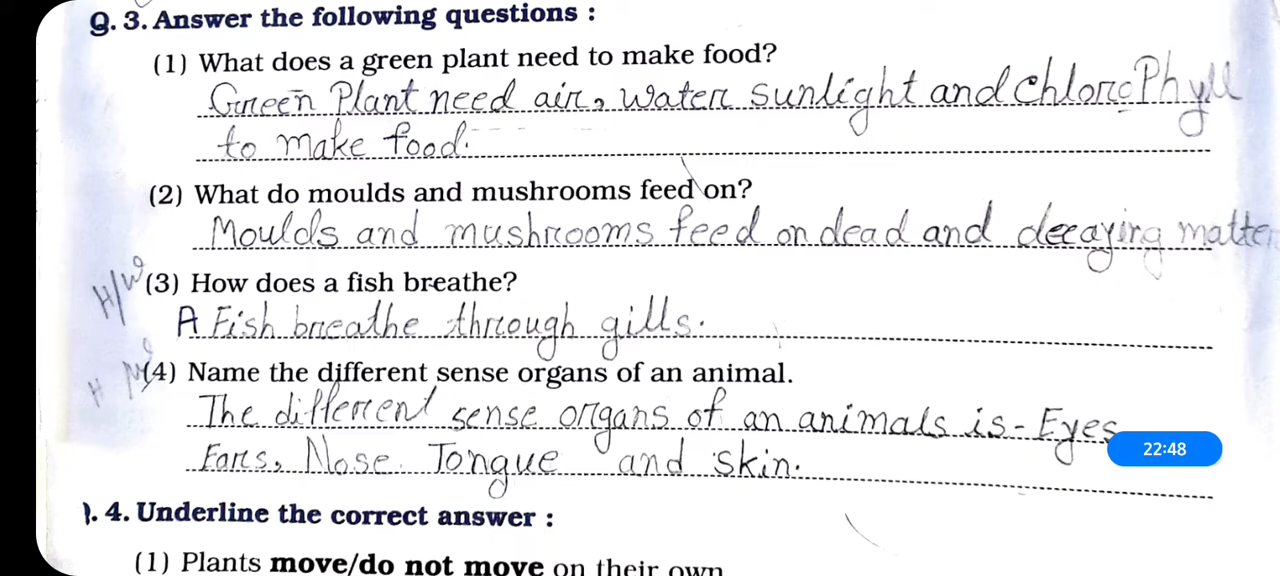 Q. 3. Answer the following questions :
(1) What does a green plant need to make food?
Green Plant need air, water sunlight and ChloroPhyll
to make food.
(2) What do moulds and mushrooms feed on?
Moulds and mushrooms feed on dead and decaying matter
H/W (3) How does a fish breathe?
A Fish breathe through gills.
(4) Name the different sense organs of an animal.
The different sense organs of an animals is - Eyes
22:48
Ears, Nose. Tongue and skin.
. 4. Underline the correct answer :
(1) Plants move/do not move on their own